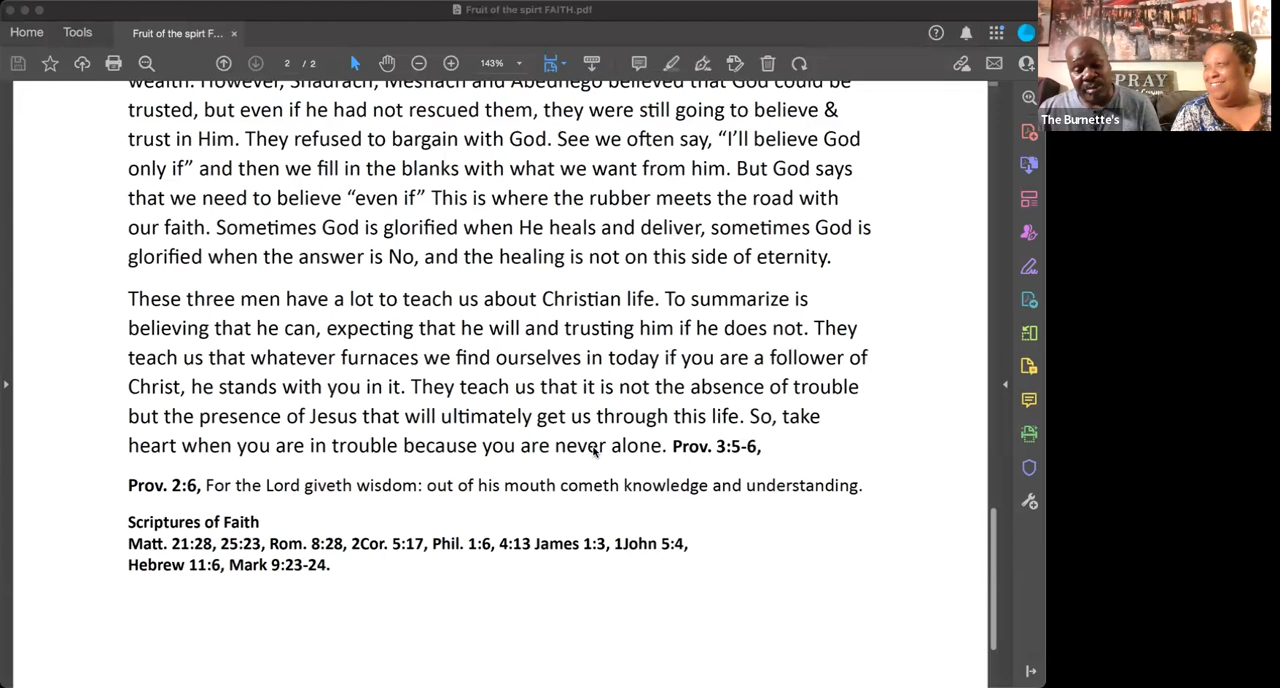 Fruit of the spirt FAITH.pdf
Home Tools Fruit of the spirt F... ×
2 / 2 143%
wealth. However, Shadrach, Meshach and Abednego believed that God could be
trusted, but even if he had not rescued them, they were still going to believe &
trust in Him. They refused to bargain with God. See we often say, “I’ll believe God
only if” and then we fill in the blanks with what we want from him. But God says
that we need to believe “even if” This is where the rubber meets the road with
our faith. Sometimes God is glorified when He heals and deliver, sometimes God is
glorified when the answer is No, and the healing is not on this side of eternity.
These three men have a lot to teach us about Christian life. To summarize is
believing that he can, expecting that he will and trusting him if he does not. They
teach us that whatever furnaces we find ourselves in today if you are a follower of
Christ, he stands with you in it. They teach us that it is not the absence of trouble
but the presence of Jesus that will ultimately get us through this life. So, take
heart when you are in trouble because you are never alone. Prov. 3:5-6,
Prov. 2:6, For the Lord giveth wisdom: out of his mouth cometh knowledge and understanding.
Scriptures of Faith
Matt. 21:28, 25:23, Rom. 8:28, 2Cor. 5:17, Phil. 1:6, 4:13 James 1:3, 1John 5:4,
Hebrew 11:6, Mark 9:23-24.
PRAY
The Burnette's